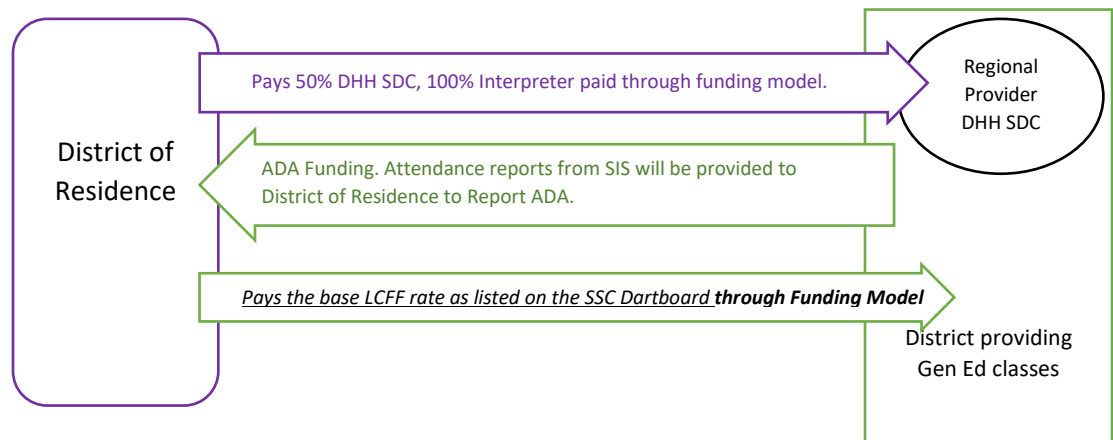 Pays 50% DHH SDC, 100% Interpreter paid through funding model.
Regional
Provider
DHH SDC
District of
Residence
ADA Funding. Attendance reports from SIS will be provided to
District of Residence to Report ADA.
Pays the base LCFF rate as listed on the SSC Dartboard through Funding Model
District providing
Gen Ed classes